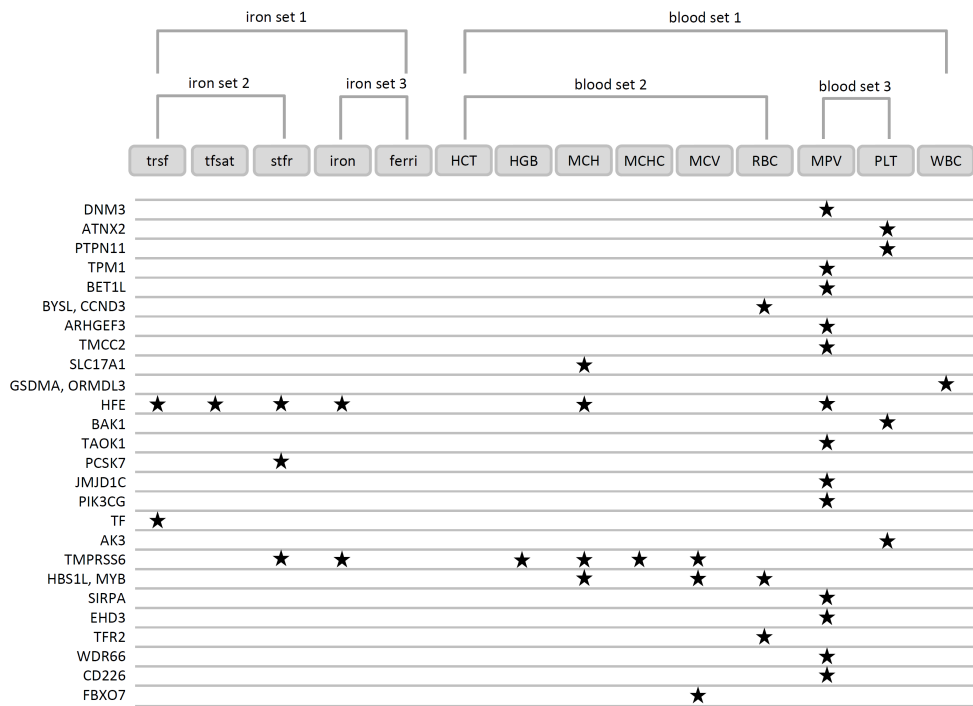 iron set 1
blood set 1
iron set 2
iron set 3
blood set 2
blood set 3
trsf tfsat stfr iron ferri HCT HGB MCH MCHC MCV RBC MPV PLT WBC
DNM3
ATNX2
PTPN11
TPM1
BET1L
BYSL, CCND3
ARHGEF3
TMCC2
SLC17A1
GSDMA, ORMDL3
HFE
BAK1
TAOK1
PCSK7
JMJD1C
PIK3CG
TF
AK3
TMPRSS6
HBS1L, MYB
SIRPA
EHD3
TFR2
WDR66
CD226
FBXO7